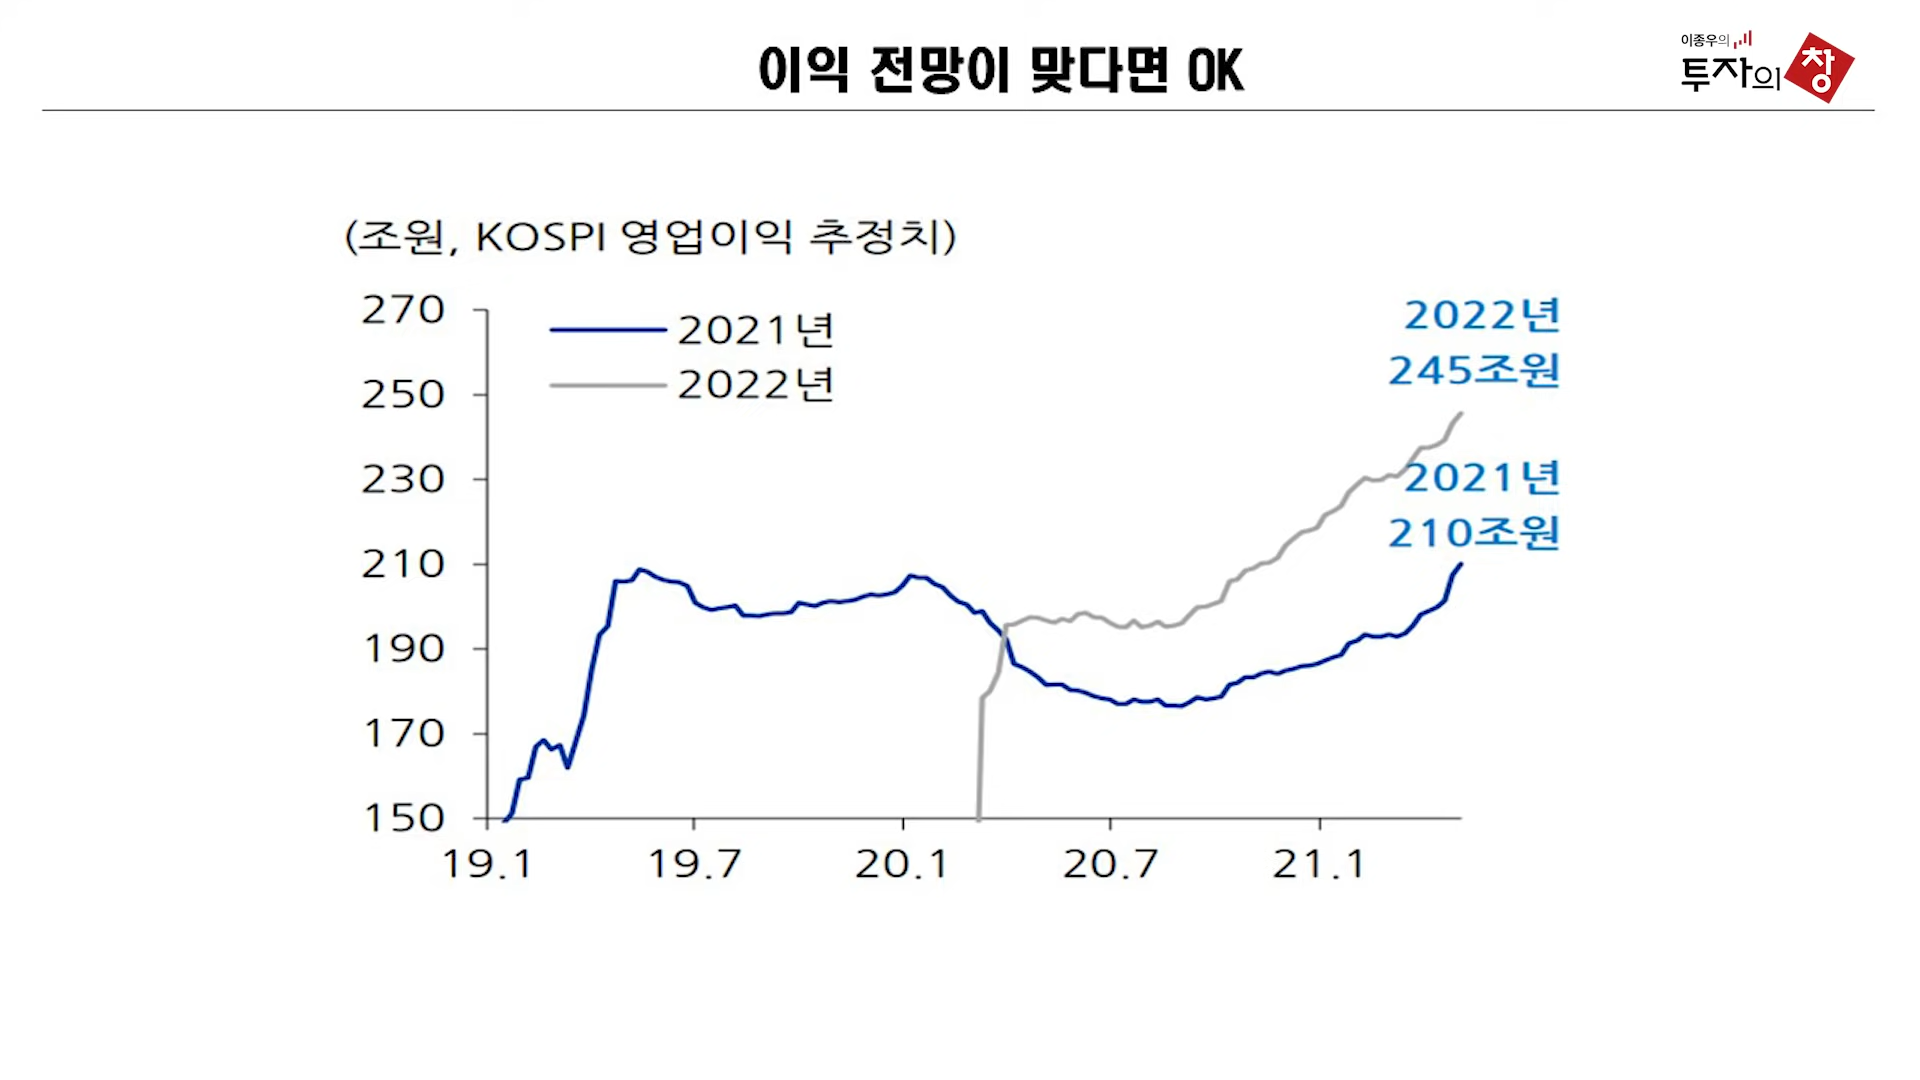 이익 전망이 맞다면 OK
이종우의
투자의 창
(조원, KOSPI 영업이익 추정치)
270
250
230
210
190
170
150
2021년
2022년
2022년
245조원
2021년
210조원
19.1
19.7
20.1
20.7
21.1